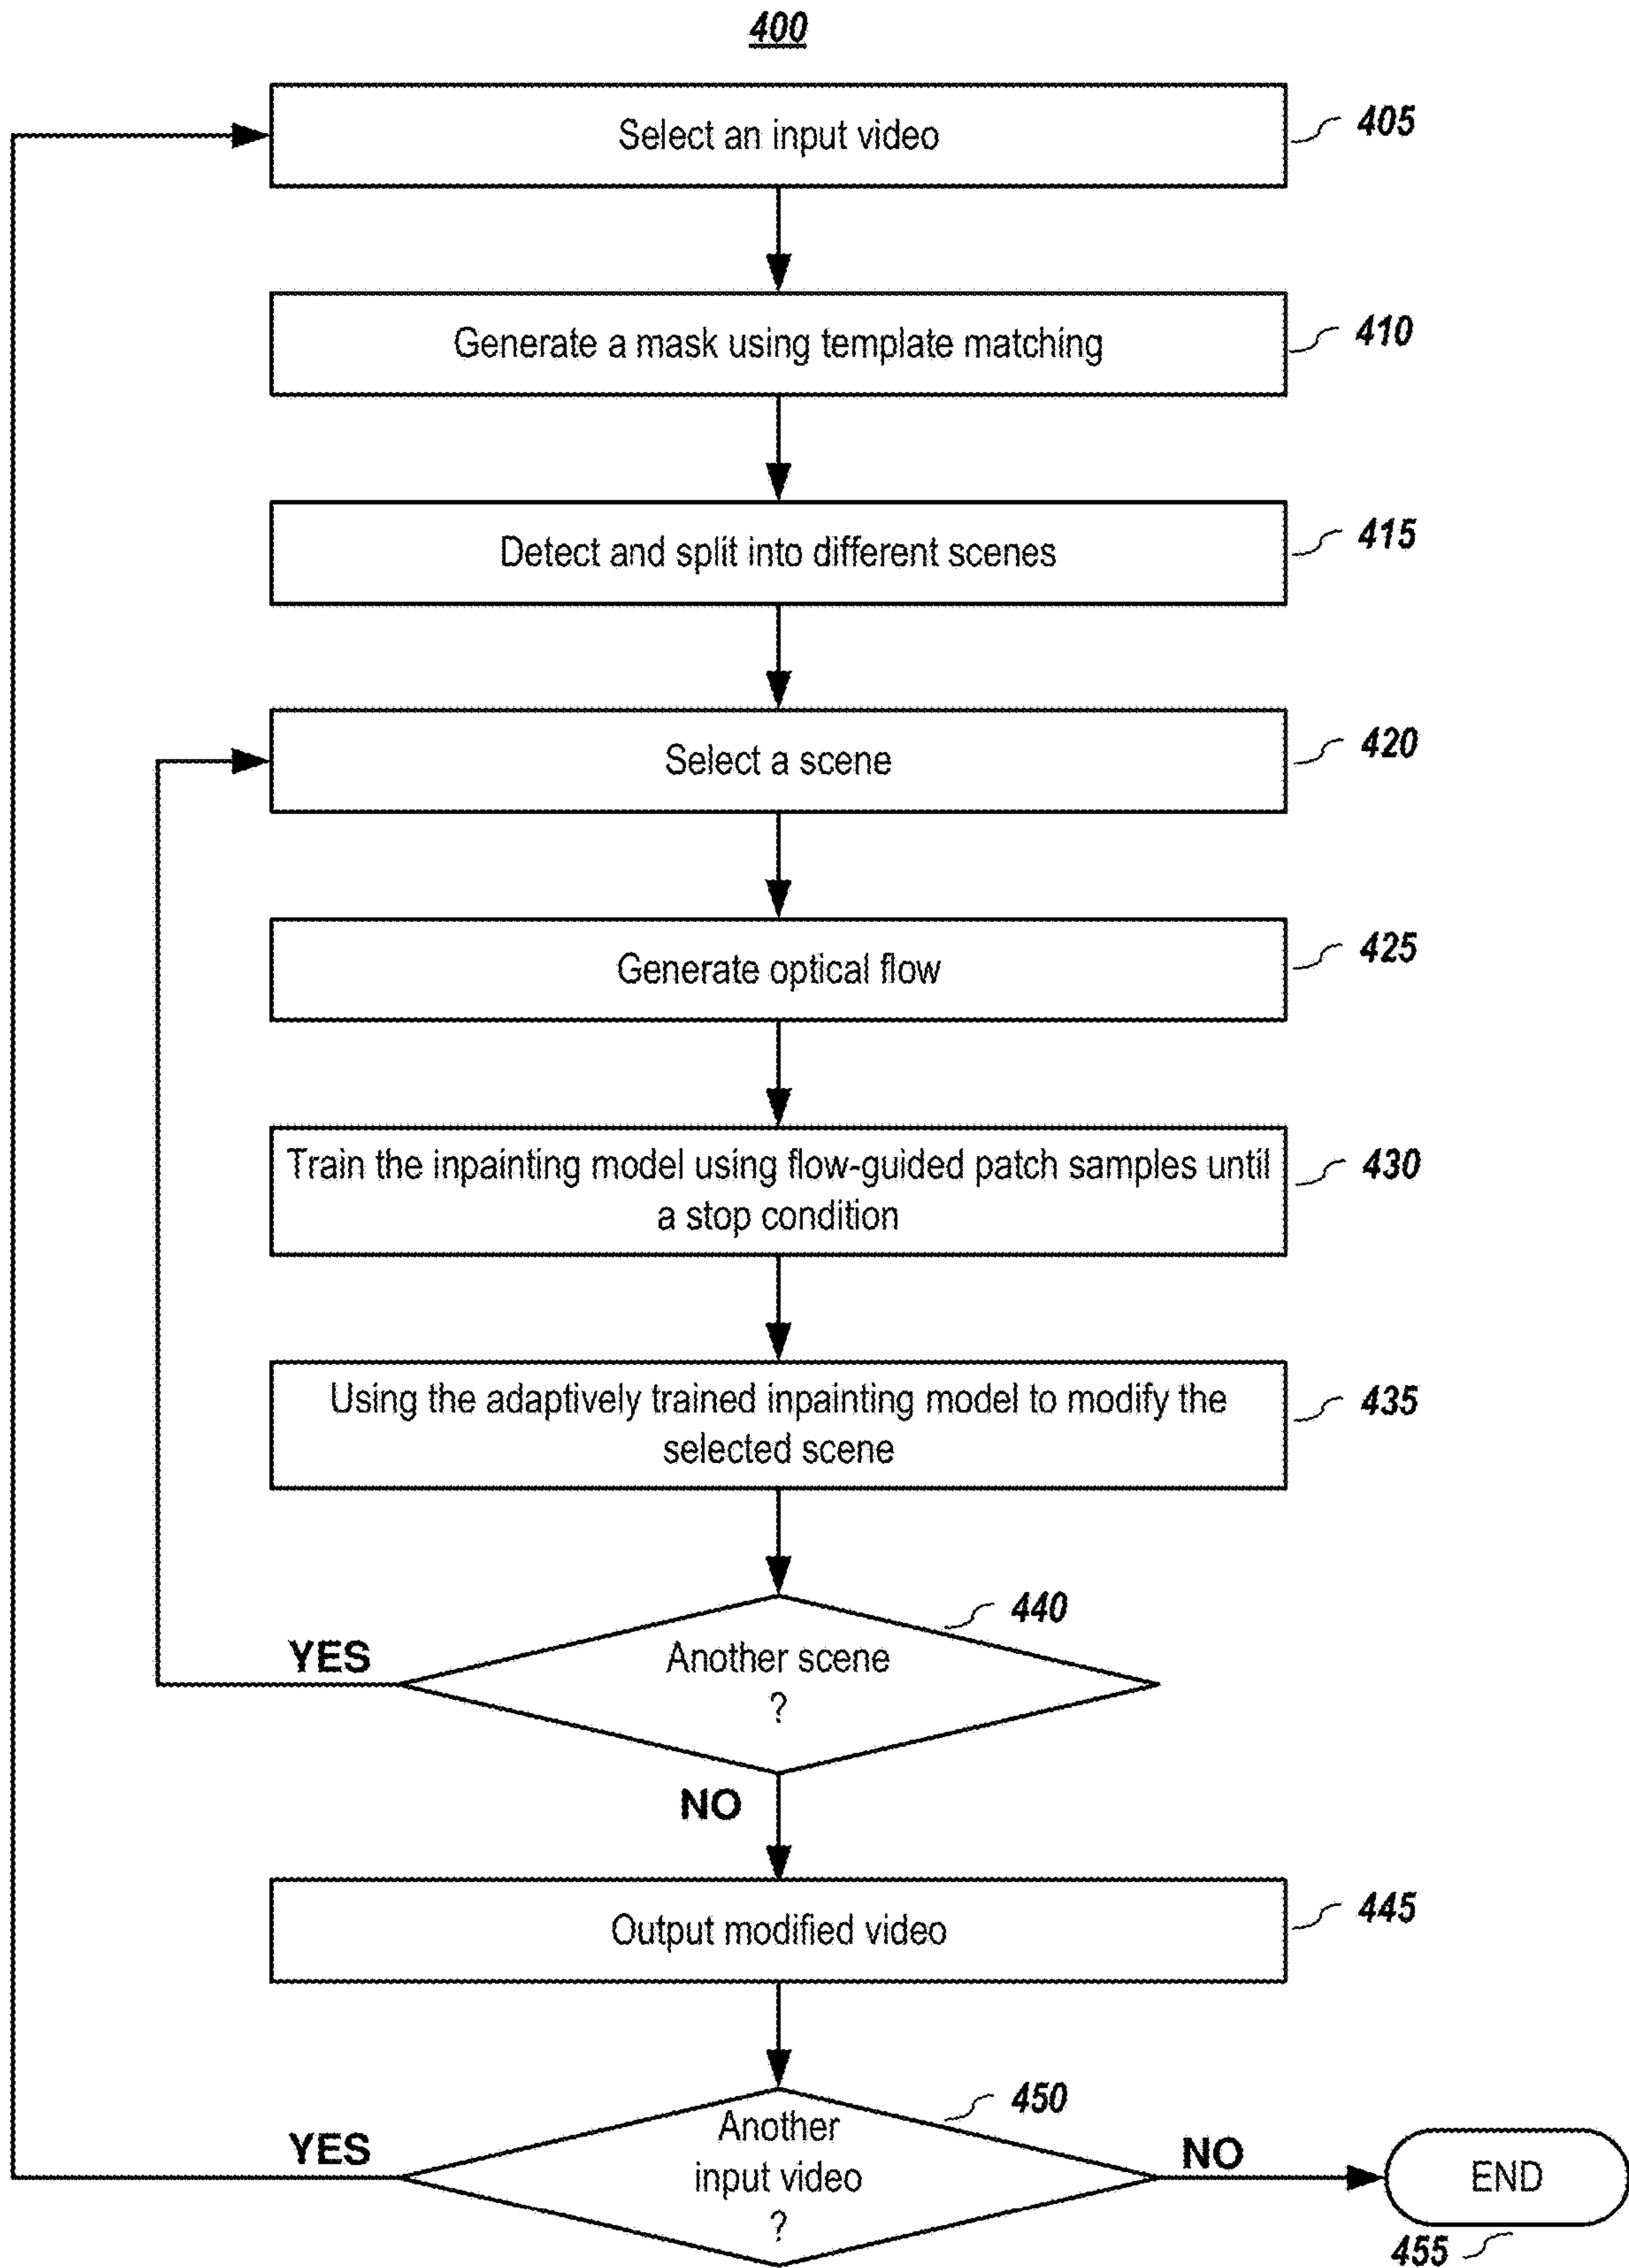 400
Select an input video
405
Generate a mask using template matching
410
Detect and split into different scenes
415
Select a scene
420
Generate optical flow
425
Train the inpainting model using flow-guided patch samples until
a stop condition
430
Using the adaptively trained inpainting model to modify the
selected scene
435
440
Another scene
?
YES
NO
Output modified video
445
450
Another
input video
?
YES
NO
END
455